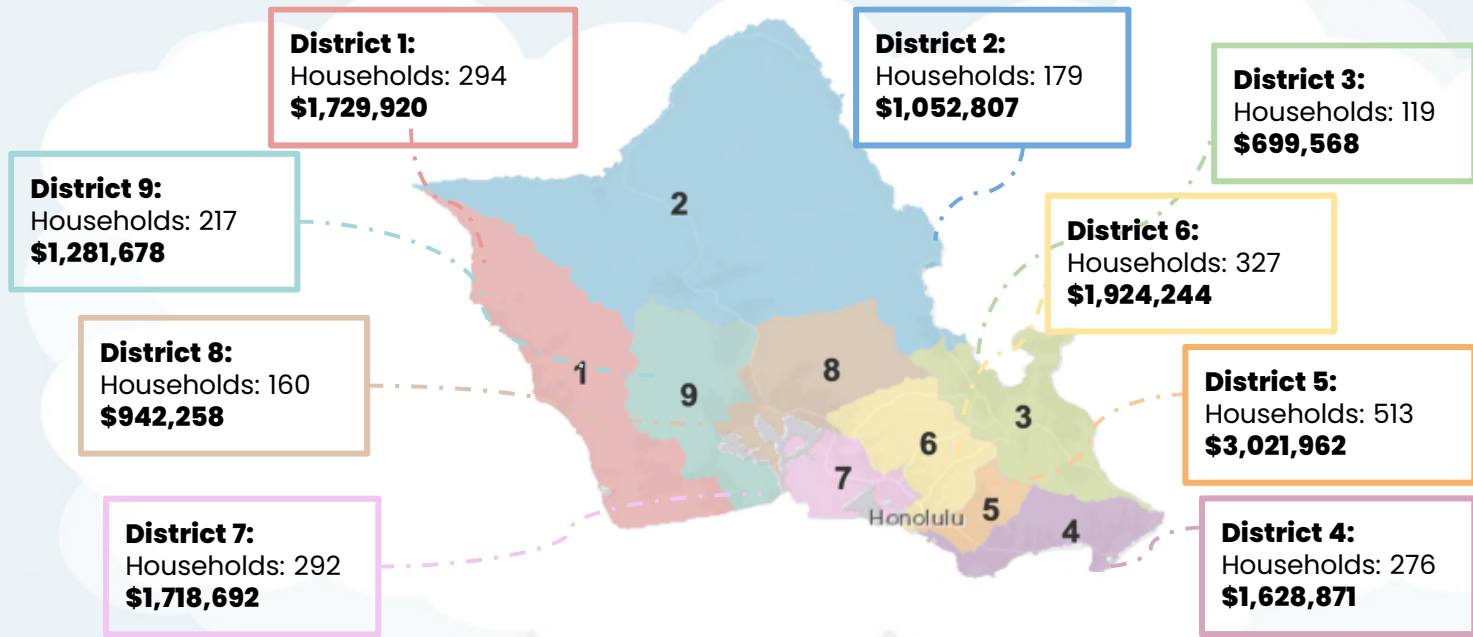 District 1:
Households: 294
$1,729,920
District 2:
Households: 179
$1,052,807
District 3:
Households: 119
$699,568
District 9:
Households: 217
$1,281,678
District 6:
Households: 327
$1,924,244
District 8:
Households: 160
$942,258
District 5:
Households: 513
$3,021,962
District 7:
Households: 292
$1,718,692
District 4:
Households: 276
$1,628,871
2
1
9
8
3
6
7
Honolulu
5
4